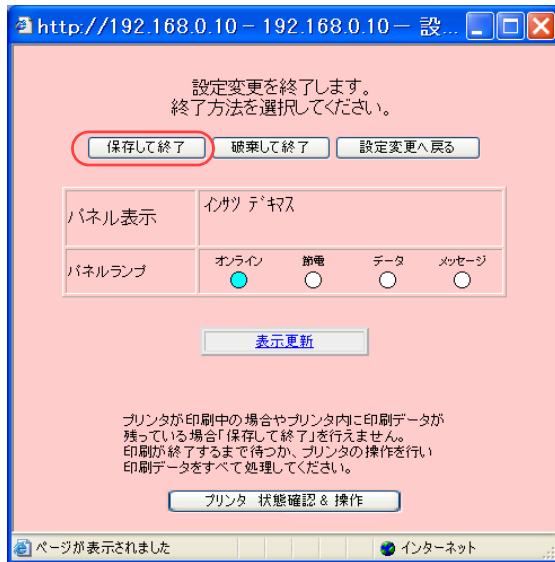 http://192.168.0.10 - 192.168.0.10 - 設...
設定変更を終了します。
終了方法を選択してください。
保存して終了 破棄して終了 設定変更へ戻る
パネル表示 インサツ デキマス
パネルランプ オンライン 節電 データ メッセージ
表示更新
プリンタが印刷中の場合やプリンタ内に印刷データが
残っている場合「保存して終了」を行えません。
印刷が終了するまで待つか、プリンタの操作を行い
印刷データをすべて処理してください。
プリンタ 状態確認 & 操作
ページが表示されました インターネット